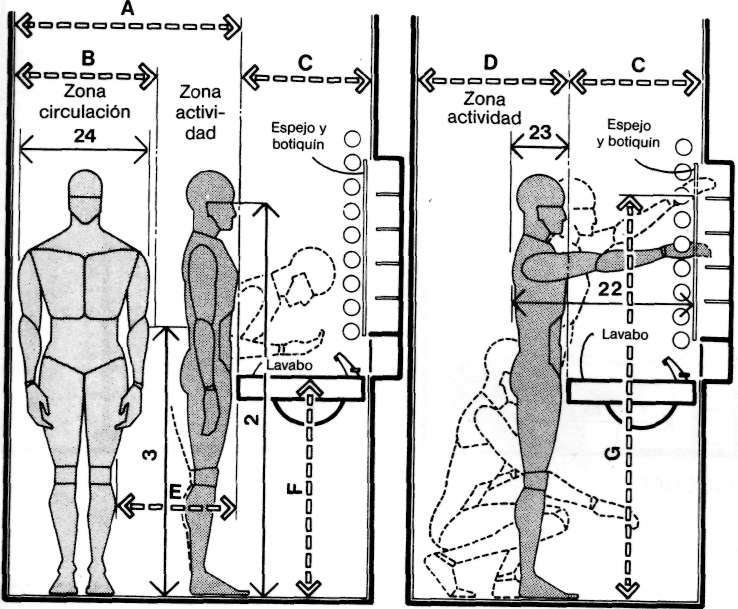 A
B
C
Zona
circulación
24
Zona
activi-
dad
Espejo y
botiquín
Lavabo
2
3
E
F
D
C
Zona
actividad
23
Espejo
y botiquín
22
Lavabo
G